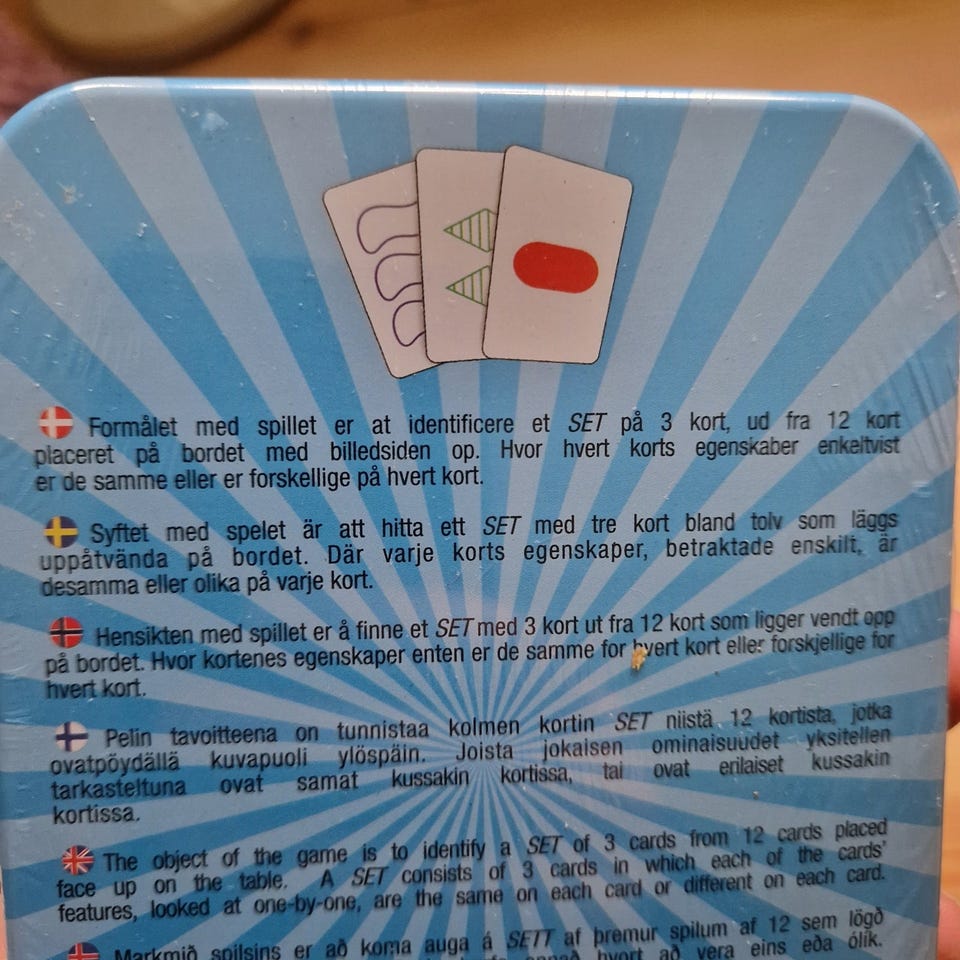 Formålet med spillet er at identificere et SET på 3 kort, ud fra 12 kort
placeret på bordet med billedsiden op. Hvor hvert korts egenskaber enkeltvist
er de samme eller er forskellige på hvert kort.
Syftet med spelet är att hitta ett SET med tre kort bland tolv som läggs
uppåtvända på bordet. Där varje korts egenskaper, betraktade enskilt, är
desamma eller olika på varje kort.
Hensikten med spillet er å finne et SET med 3 kort ut fra 12 kort som ligger vendt opp
på bordet. Hvor kortenes egenskaper enten er de samme for hvert kort eller forskjellige for
hvert kort.
Pelin tavoitteena on tunnistaa kolmen kortin SET niistä 12 kortista, jotka
ovatpöydällä kuvapuoli ylöspäin. Joista jokaisen ominaisuudet yksitellen
tarkasteltuna ovat samat kussakin kortissa, tai ovat erilaiset kussakin
kortissa.
The object of the game is to identify a SET of 3 cards from 12 cards placed
face up on the table. A SET consists of 3 cards in which each of the cards'
features, looked at one-by-one, are the same on each card or different on each card.
Markmið spilsins er að koma auga á SETT af þremur spilum af 12 sem lögð
annað hvort að vera eins eða ólík.